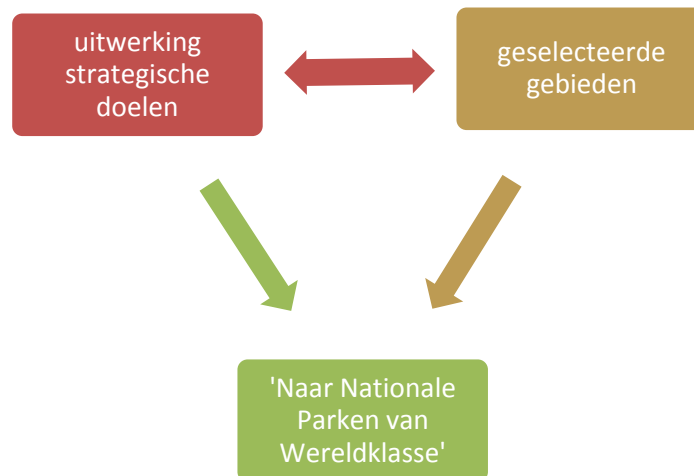 uitwerking
strategische
doelen
geselecteerde
gebieden
'Naar Nationale
Parken van
Wereldklasse'